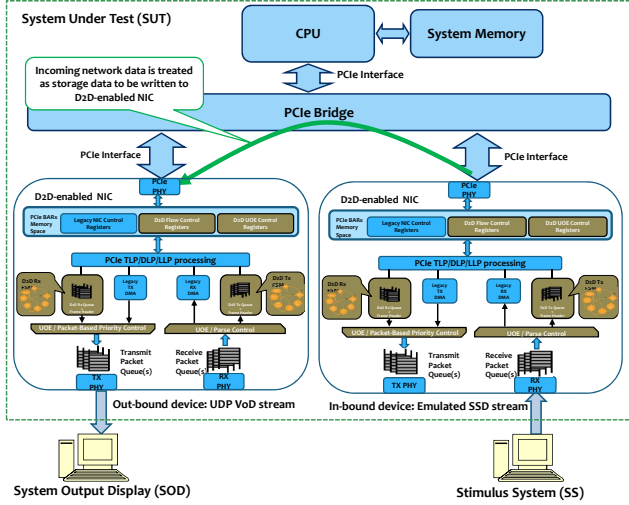 System Under Test (SUT)
CPU
System Memory
Incoming network data is treated
as storage data to be written to
D2D-enabled NIC
PCIe Interface
PCIe Bridge
PCIe Interface
PCIe Interface
D2D-enabled NIC
PCIe
PHY
PCIe BARx
Memory
Space
Legacy NIC Control
Registers
D2D Flow Control
Registers
D2D UOE Control
Registers
PCIe TLP/DLP/LLP processing
D2D Rx
FSM
Legacy
TX
DMA
Legacy
RX
DMA
D2D Tx
FSM
UOE / Packet-Based Priority Control
UOE / Parse Control
Transmit
Packet
Queue(s)
Receive
Packet
Queue(s)
TX
PHY
RX
PHY
Out-bound device: UDP VoD stream
D2D-enabled NIC
PCIe
PHY
PCIe BARx
Memory
Space
Legacy NIC Control
Registers
D2D Flow Control
Registers
D2D UOE Control
Registers
PCIe TLP/DLP/LLP processing
D2D Rx
FSM
Legacy
TX
DMA
Legacy
RX
DMA
D2D Tx
FSM
UOE / Packet-Based Priority Control
UOE / Parse Control
Transmit
Packet
Queue(s)
Receive
Packet
Queue(s)
TX PHY
RX
PHY
In-bound device: Emulated SSD stream
System Output Display (SOD)
Stimulus System (SS)